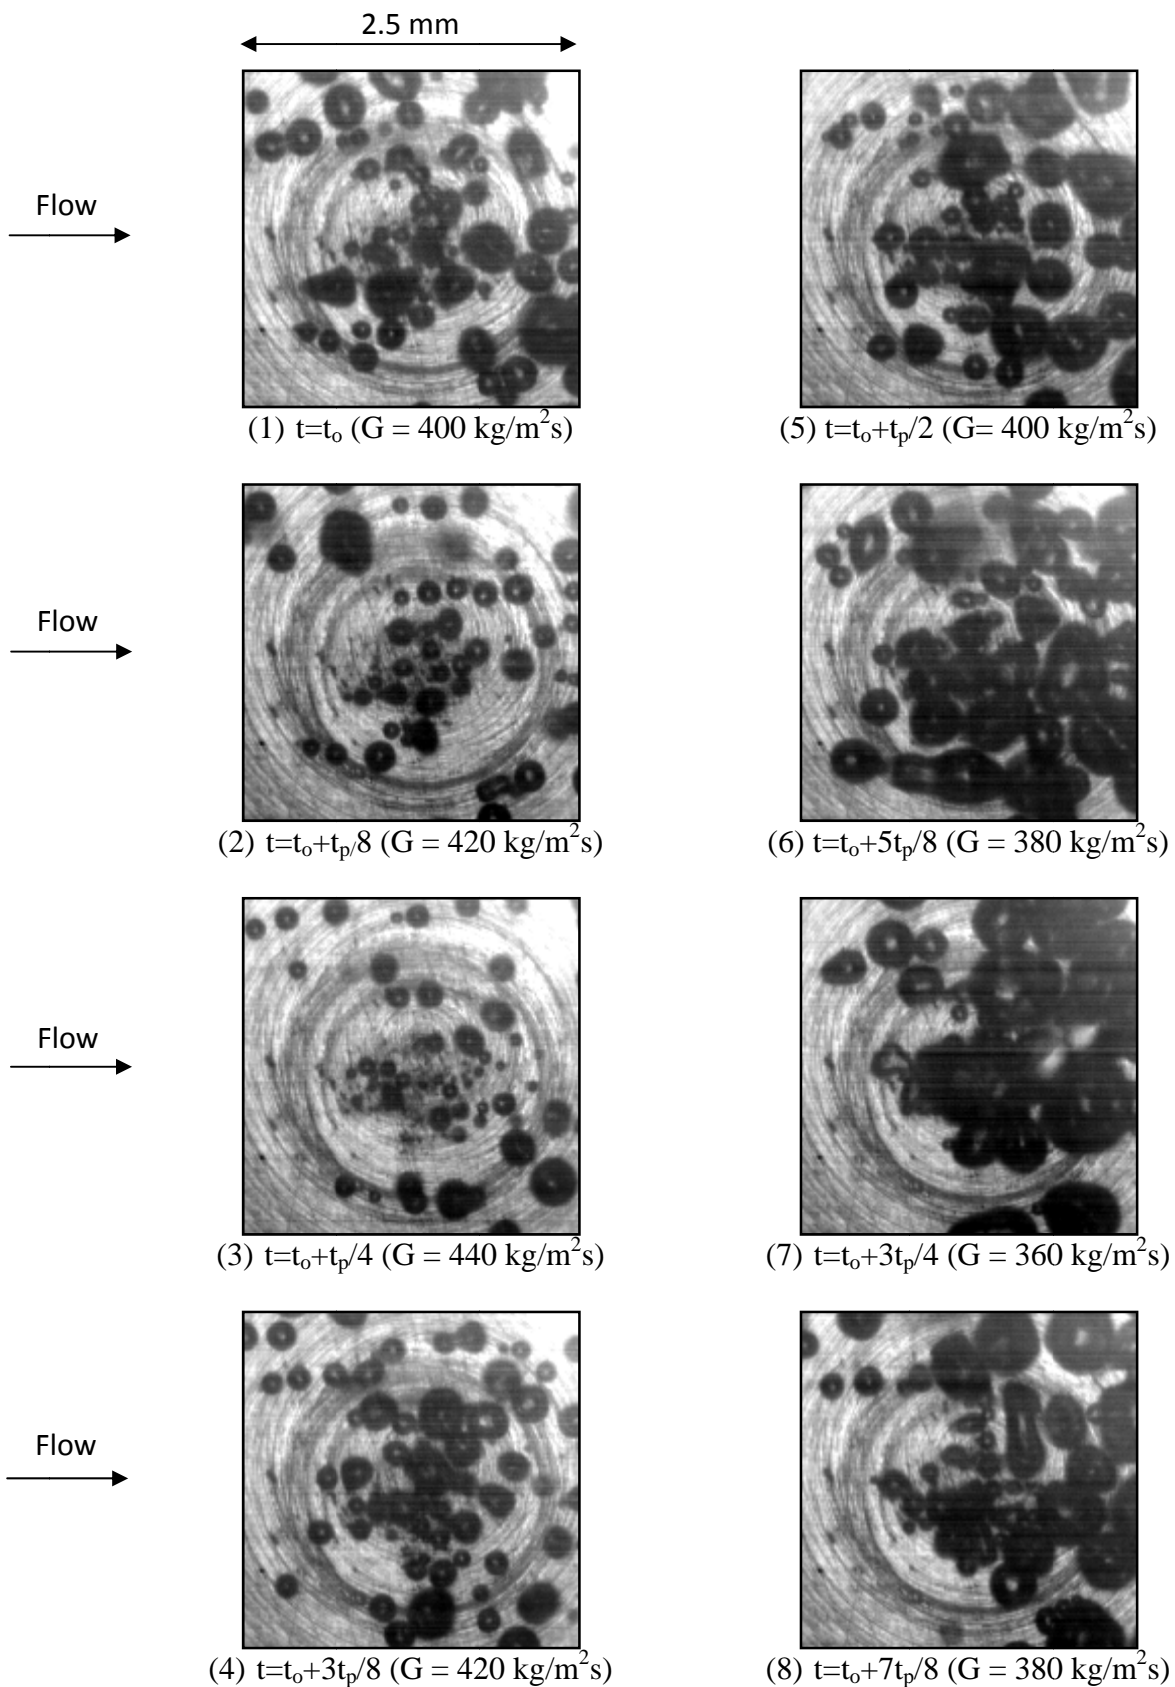 2.5 mm
Flow
(1) t=tₒ (G = 400 kg/m²s)
(5) t=tₒ+tₚ/2 (G= 400 kg/m²s)
Flow
(2) t=tₒ+tₚ/8 (G = 420 kg/m²s)
(6) t=tₒ+5tₚ/8 (G = 380 kg/m²s)
Flow
(3) t=tₒ+tₚ/4 (G = 440 kg/m²s)
(7) t=tₒ+3tₚ/4 (G = 360 kg/m²s)
Flow
(4) t=tₒ+3tₚ/8 (G = 420 kg/m²s)
(8) t=tₒ+7tₚ/8 (G = 380 kg/m²s)